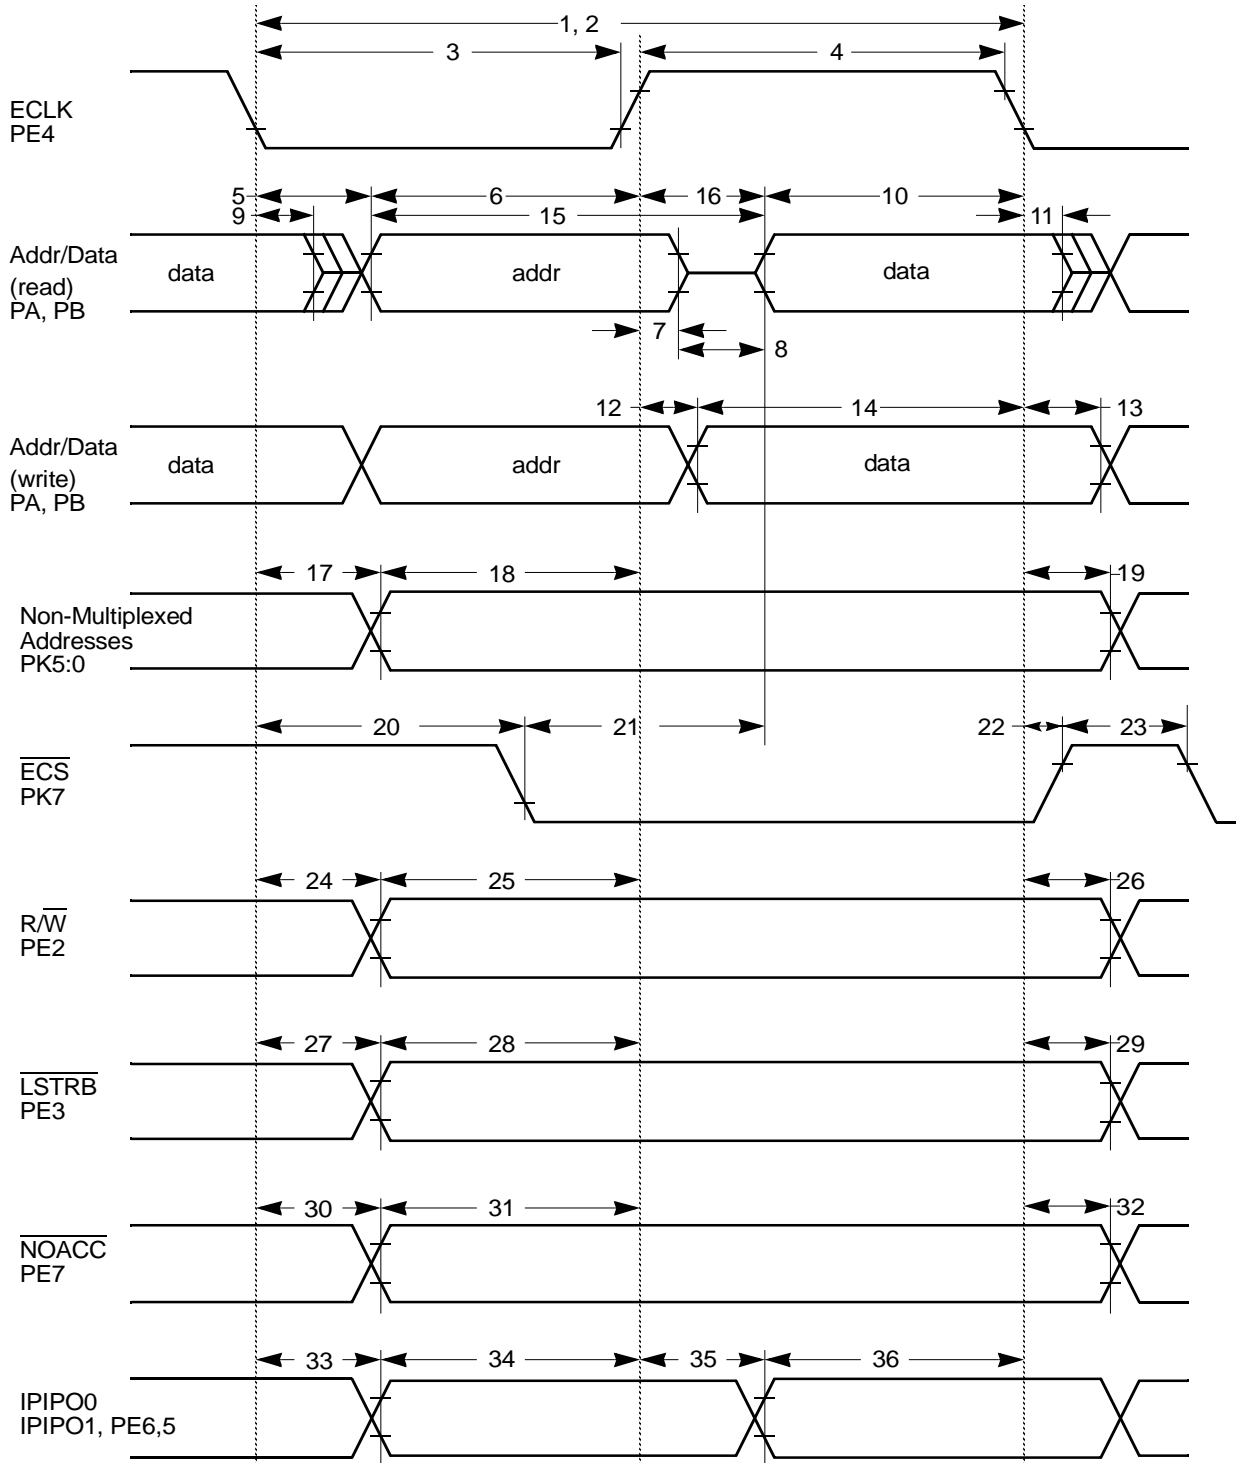 1, 2
3 4
ECLK
PE4
5 6 16 10
9 15 11
Addr/Data
(read)
PA, PB
data addr data
7
8
12 14 13
Addr/Data
(write)
PA, PB
data addr data
17 18 19
Non-Multiplexed
Addresses
PK5:0
20 21 22 23
ECS
PK7
24 25 26
R/W
PE2
27 28 29
LSTRB
PE3
30 31 32
NOACC
PE7
33 34 35 36
IPIPO0
IPIPO1, PE6,5